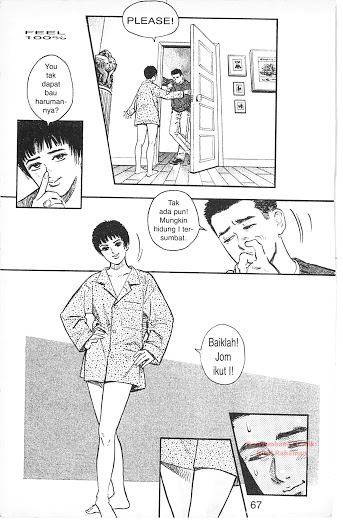 FEEL
100%
PLEASE!
You
tak
dapat
bau
haruman-
nya?
Tak
ada pun!
Mungkin
hidung I ter-
sumbat.
Baiklah!
Jom
ikut I!
67